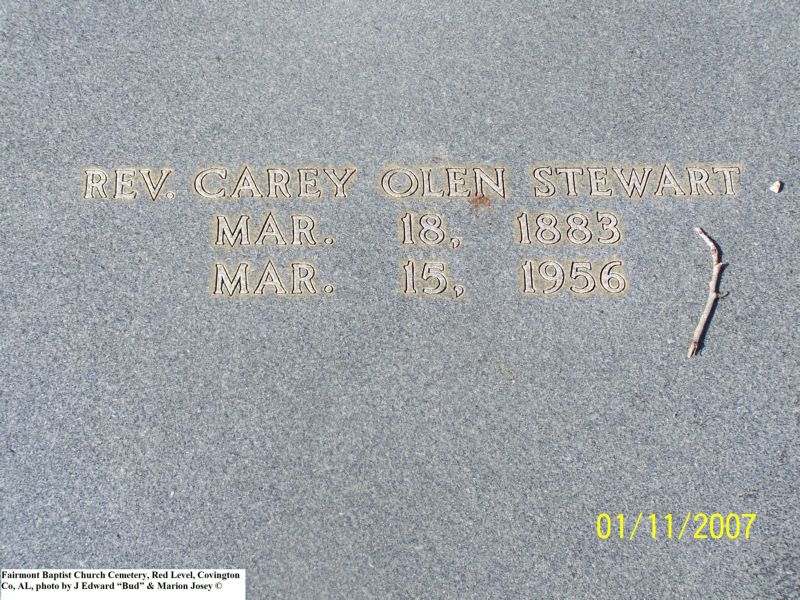 REV. CAREY OLEN STEWART
MAR. 18, 1883
MAR. 15, 1956
01/11/2007
Fairmont Baptist Church Cemetery, Red Level, Covington
Co, AL, photo by J Edward “Bud” & Marion Josey ©